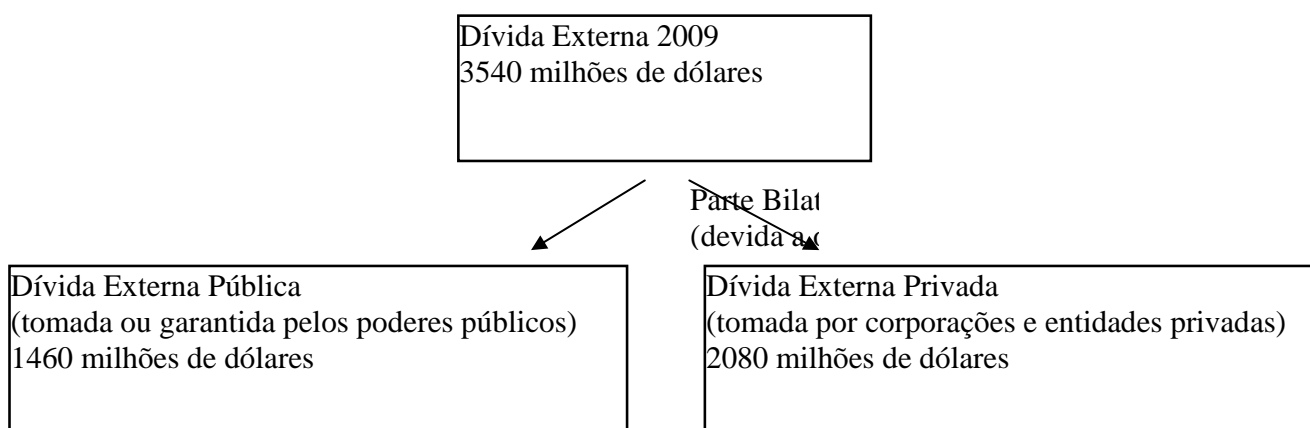 Dívida Externa 2009
3540 milhões de dólares
Parte
(devida a
Dívida Externa Pública
(tomada ou garantida pelos poderes públicos)
1460 milhões de dólares
Dívida Externa Privada
(tomada por corporações e entidades privadas)
2080 milhões de dólares